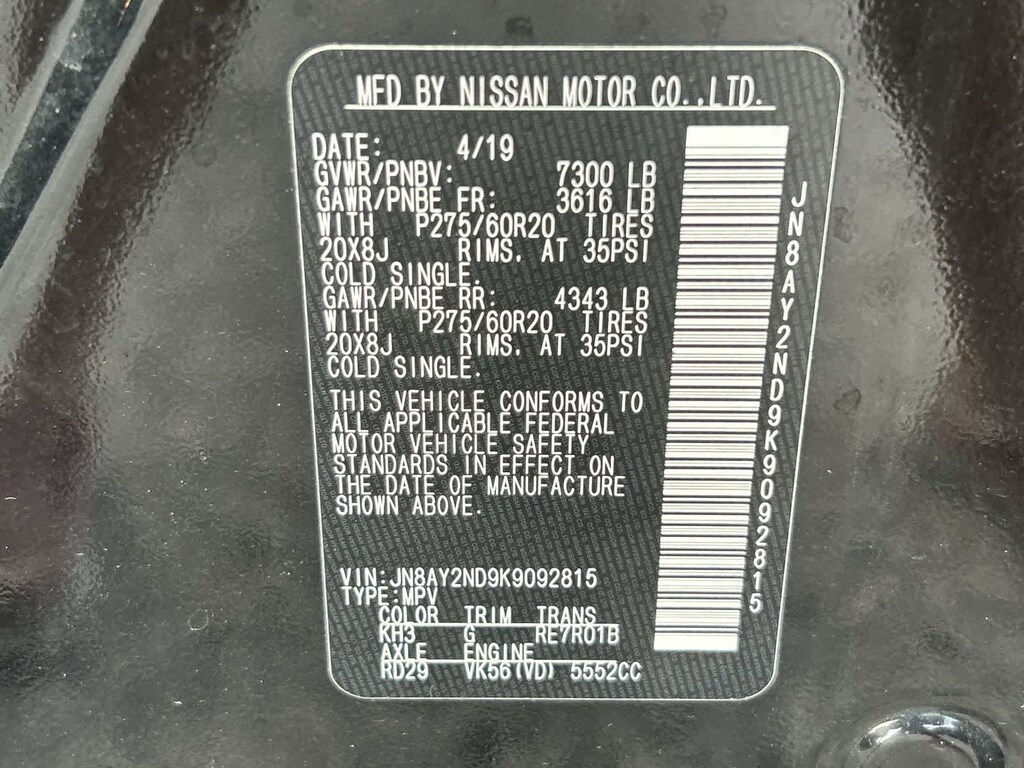 MFD BY NISSAN MOTOR CO.,LTD.
DATE: 4/19
GVWR/PNBV: 7300 LB
GAWR/PNBE FR: 3616 LB
WITH P275/60R20 TIRES
20X8J RIMS. AT 35PSI
COLD SINGLE.
GAWR/PNBE RR: 4343 LB
WITH P275/60R20 TIRES
20X8J RIMS. AT 35PSI
COLD SINGLE.
THIS VEHICLE CONFORMS TO
ALL APPLICABLE FEDERAL
MOTOR VEHICLE SAFETY
STANDARDS IN EFFECT ON
THE DATE OF MANUFACTURE
SHOWN ABOVE.
VIN:JN8AY2ND9K9092815
TYPE:MPV
COLOR TRIM TRANS
KH3 G RE7R01B
AXLE ENGINE
RD29 VK56(VD) 5552CC
JN8AY2ND9K9092815